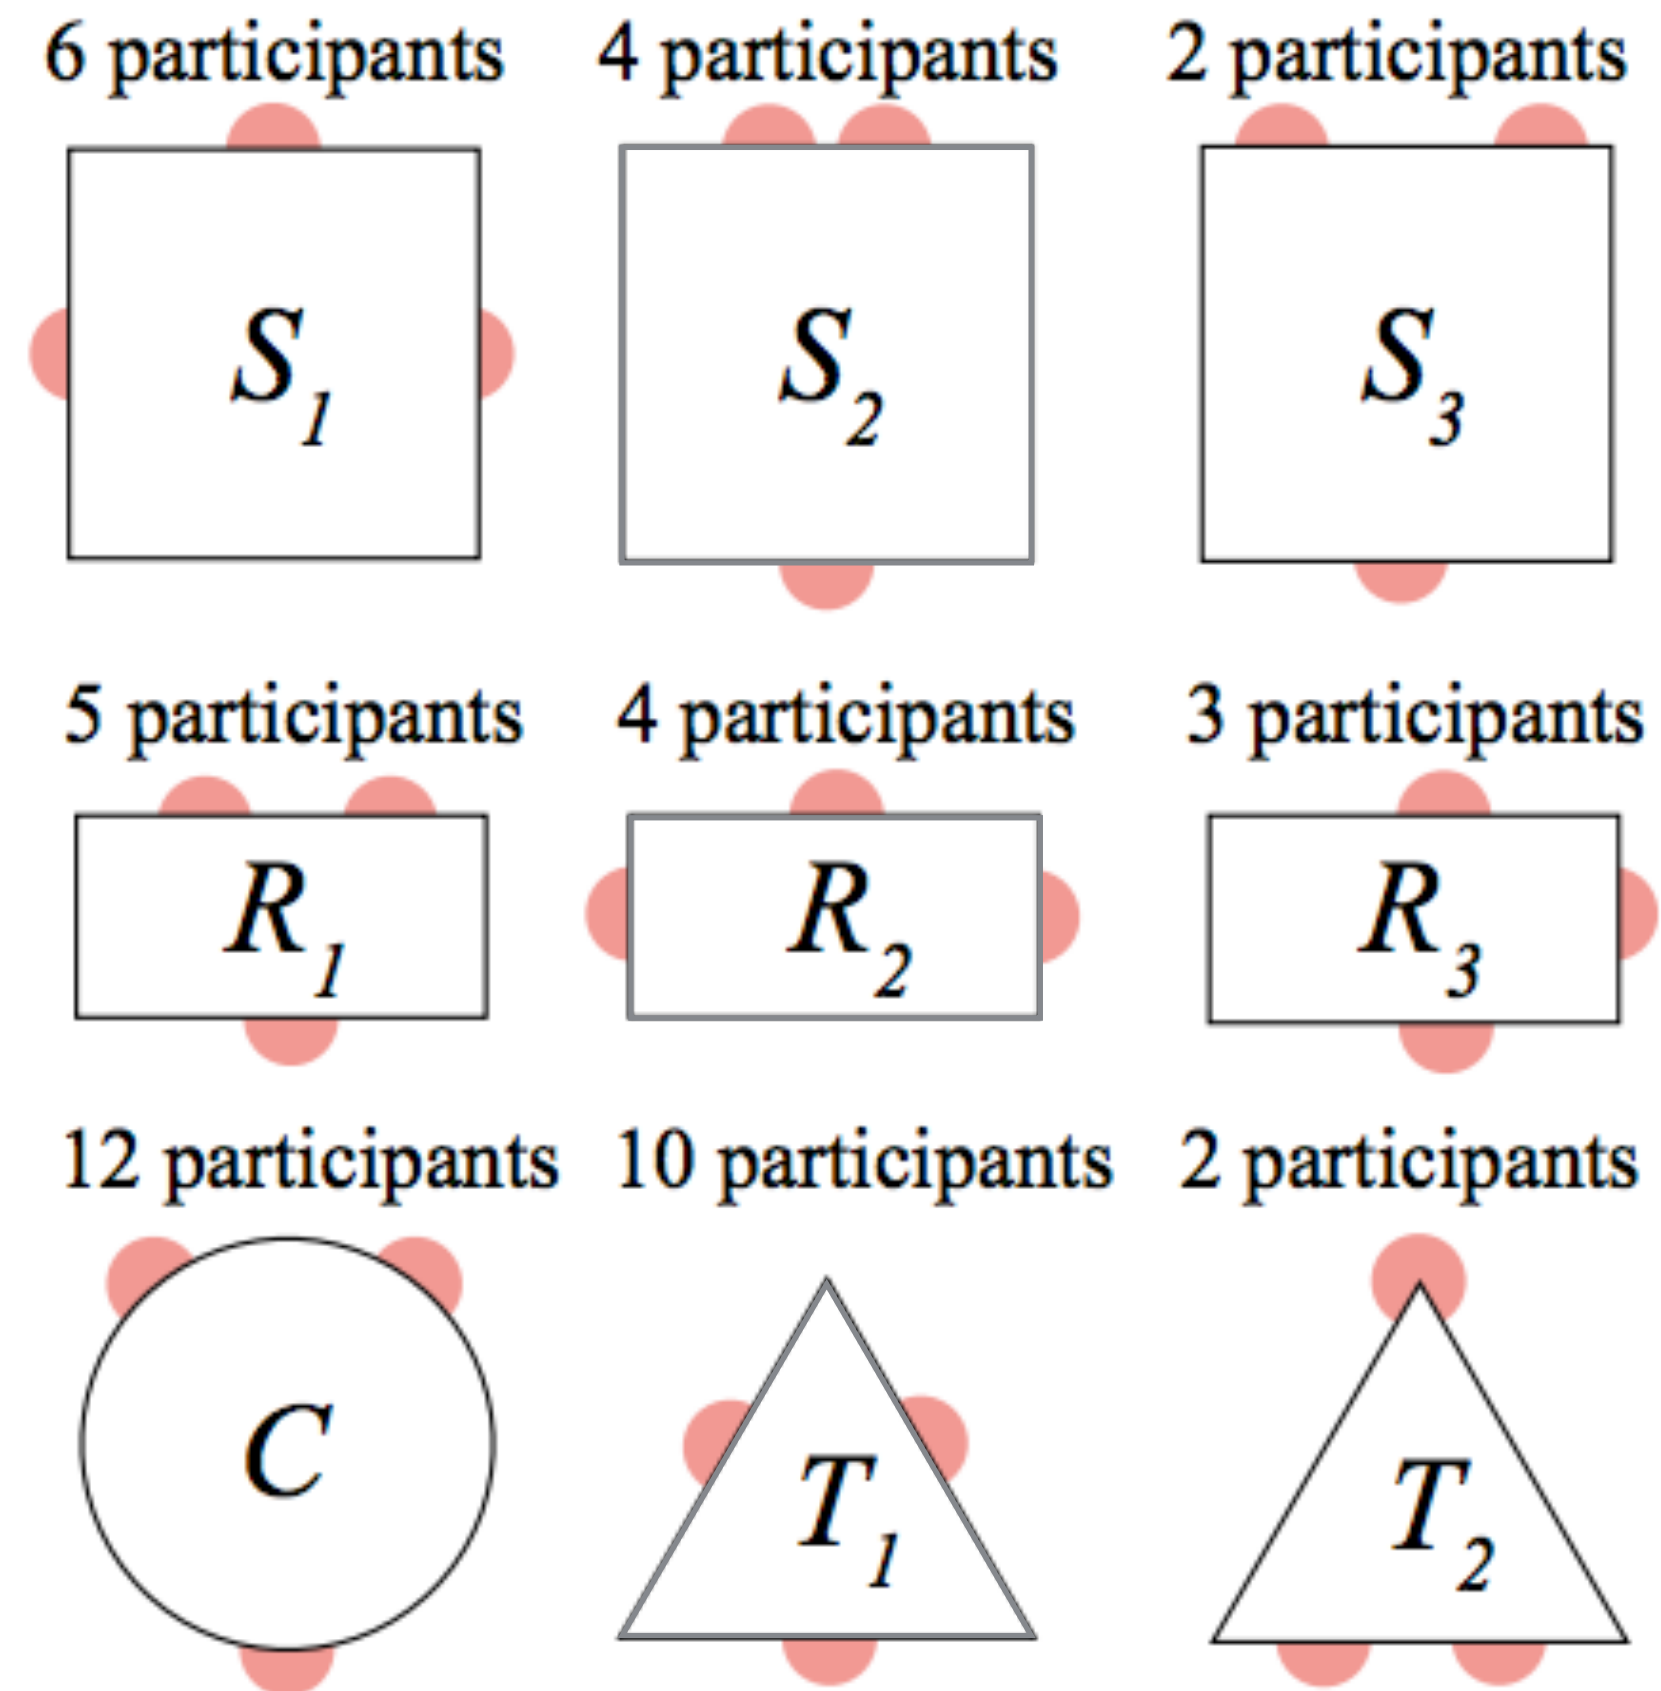 6 participants 4 participants 2 participants
S1 S2 S3
5 participants 4 participants 3 participants
R1 R2 R3
12 participants 10 participants 2 participants
C T1 T2